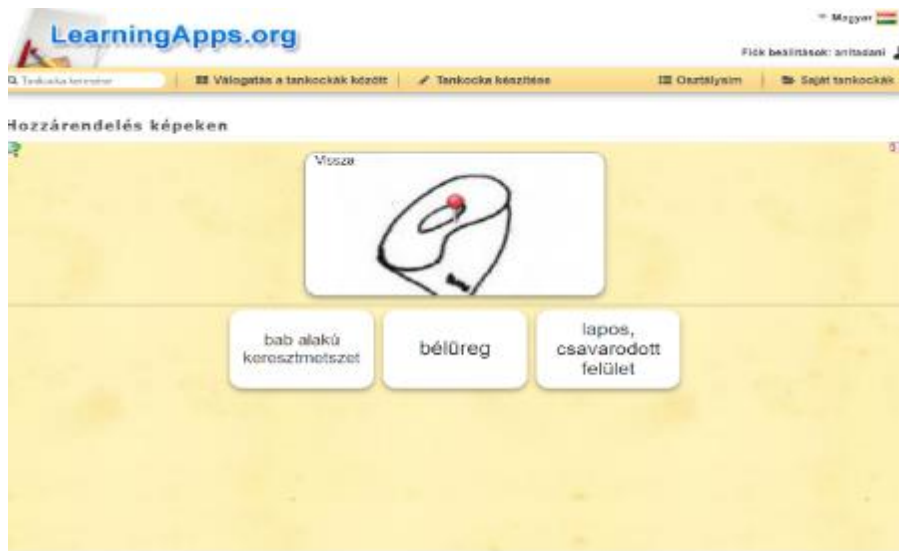 Magyar
LearningApps.org
Fiók beállítások: anitadani
Tankocka keresése
Válogatás a tankockák között
Tankocka készítése
Osztályaim
Saját tankockák
Hozzárendelés képeken
Vissza
bab alakú
keresztmetszet
bélüreg
lapos,
csavarodott
felület